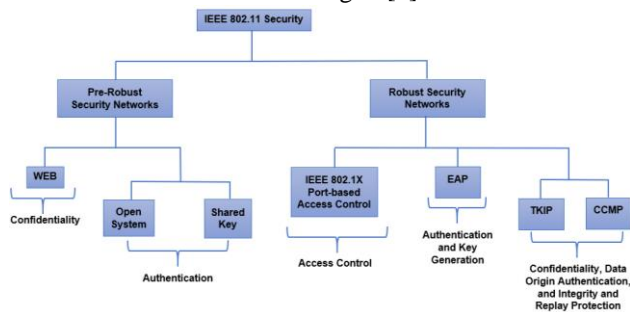 IEEE 802.11 Security
Pre-Robust
Security Networks
Robust Security
Networks
WEB
IEEE 802.1X
Port-based
Access Control
EAP
Confidentiality
Open
System
Shared
Key
TKIP
CCMP
Authentication
Access Control
Authentication
and Key
Generation
Confidentiality, Data
Origin Authentication,
and Integrity and
Replay Protection